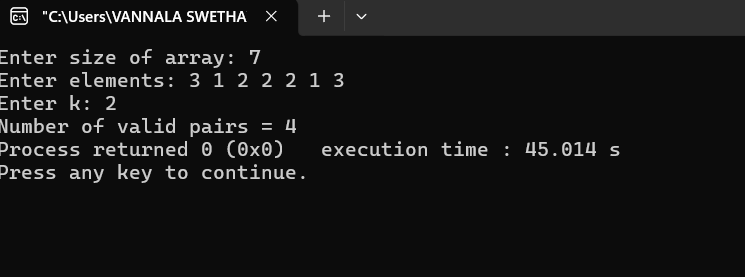 "C:\Users\VANNALA SWETHA
Enter size of array: 7
Enter elements: 3 1 2 2 2 1 3
Enter k: 2
Number of valid pairs = 4
Process returned 0 (0x0)   execution time : 45.014 s
Press any key to continue.